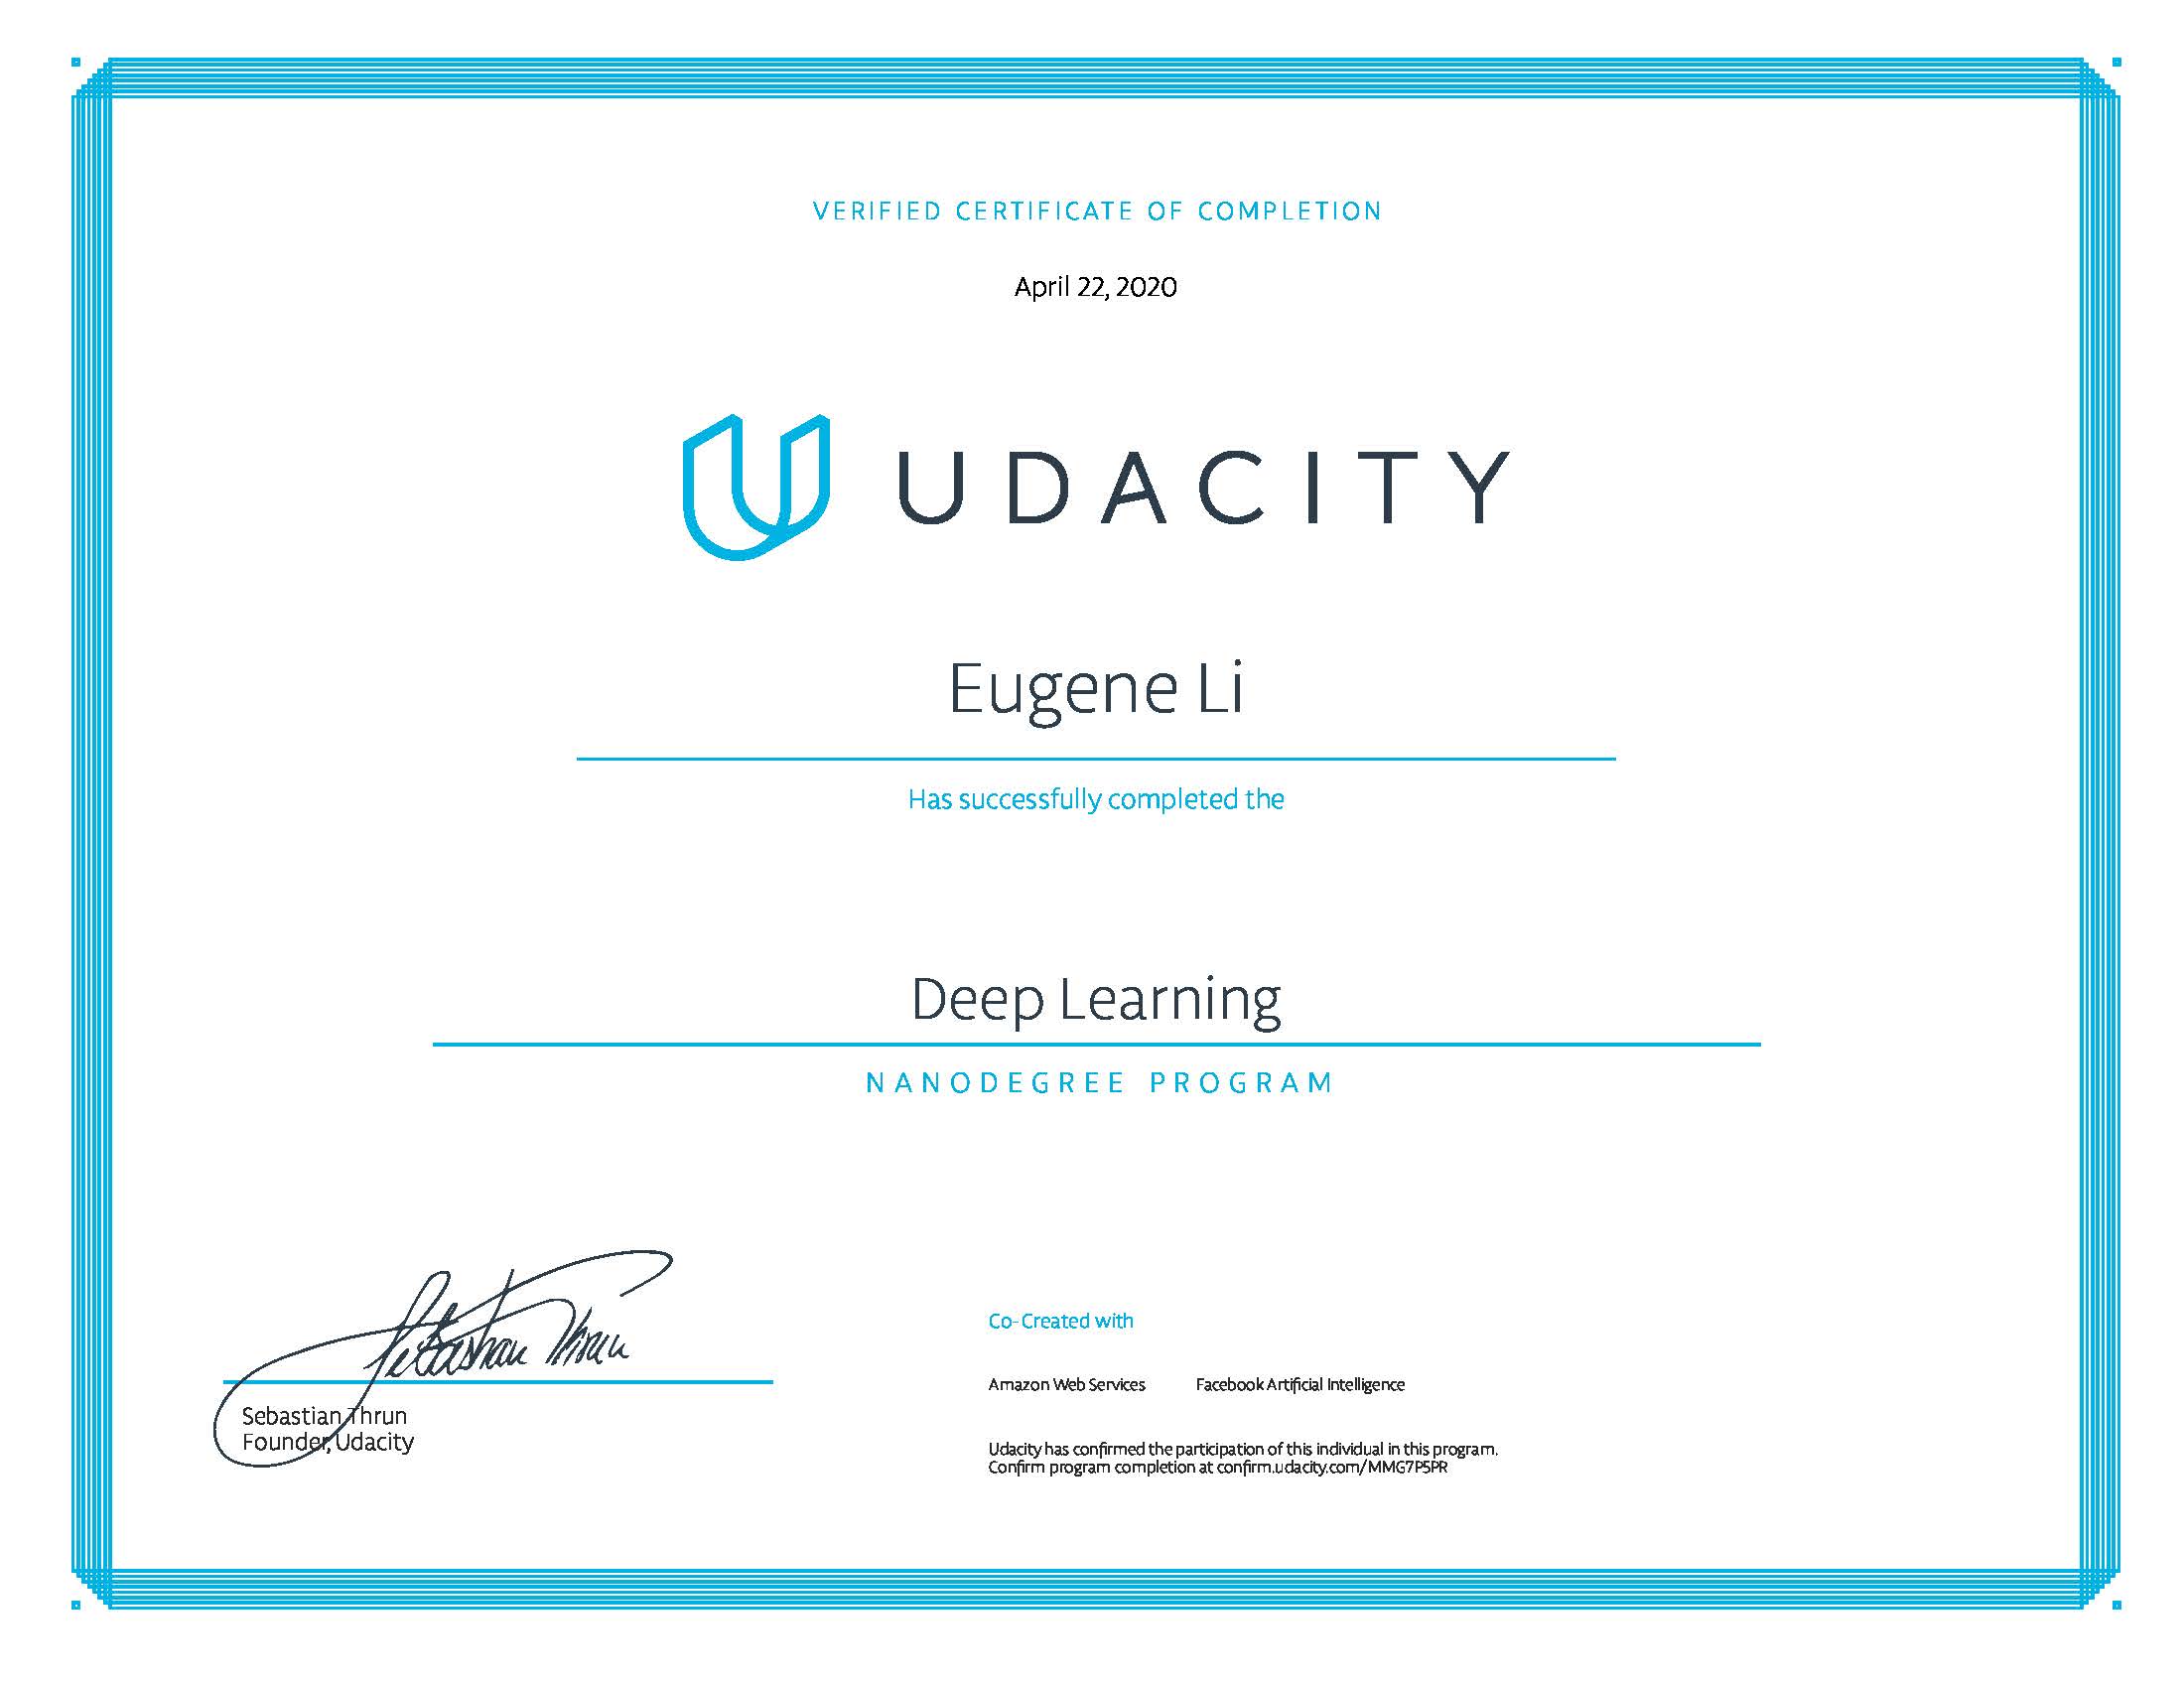 VERIFIED CERTIFICATE OF COMPLETION
April 22, 2020
UDACITY
Eugene Li
Has successfully completed the
Deep Learning
NANODEGREE PROGRAM
Sebastian Thrun
Sebastian Thrun
Founder, Udacity
Co-Created with
Amazon Web Services Facebook Artificial Intelligence
Udacity has confirmed the participation of this individual in this program.
Confirm program completion at confirm.udacity.com/MMG7P5PR